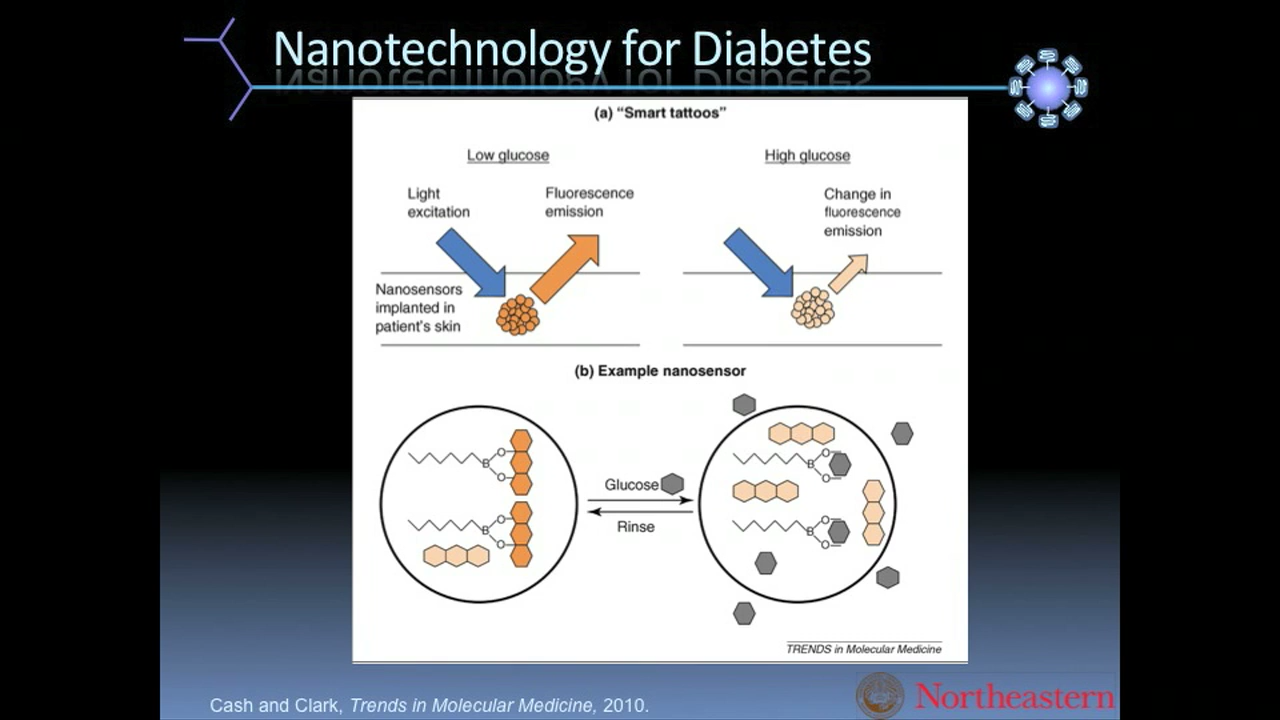 Nanotechnology for Diabetes
(a) “Smart tattoos”
Low glucose
High glucose
Light
excitation
Fluorescence
emission
Change in
fluorescence
emission
Nanosensors
implanted in
patient's skin
(b) Example nanosensor
B
O
O
B
O
O
Glucose
Rinse
B
O
O
B
O
O
TRENDS in Molecular Medicine
Cash and Clark, Trends in Molecular Medicine, 2010.
Northeastern